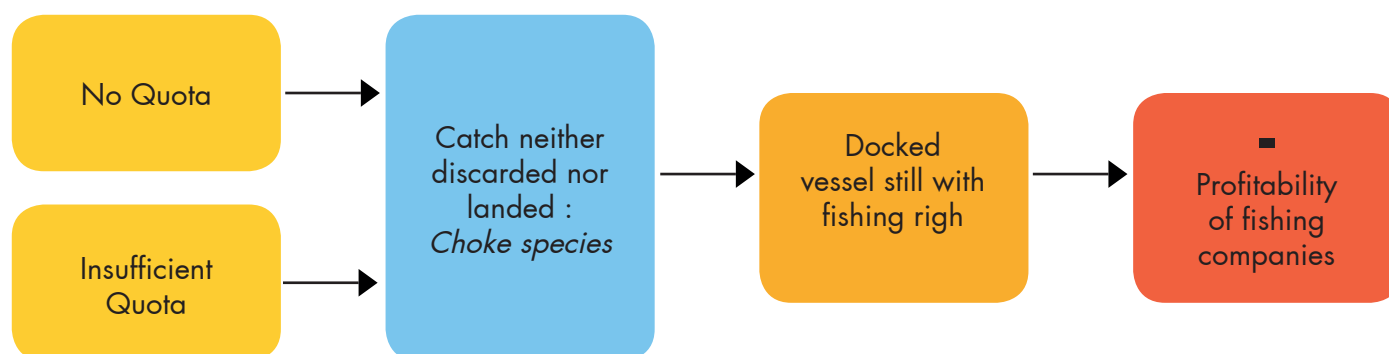 No Quota
Insufficient
Quota
Catch neither
discarded nor
landed :
Choke species
Docked
vessel still with
fishing righ
-
Profitability
of fishing
companies